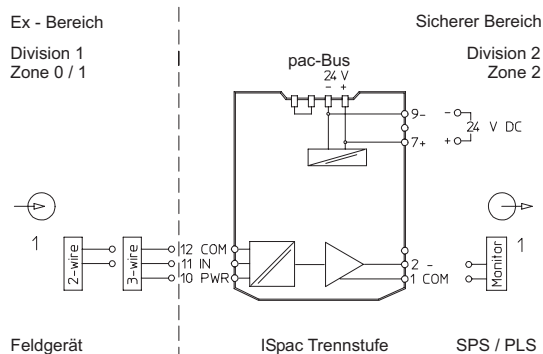 Ex - Bereich
Sicherer Bereich
Division 1
Zone 0 / 1
Division 2
Zone 2
pac-Bus
24 V
- +
9-
7+
-
+
24 V DC
1
2-wire
3-wire
12 COM
11 IN
10 PWR
2 -
1 COM
Monitor
1
Feldgerät
ISpac Trennstufe
SPS / PLS